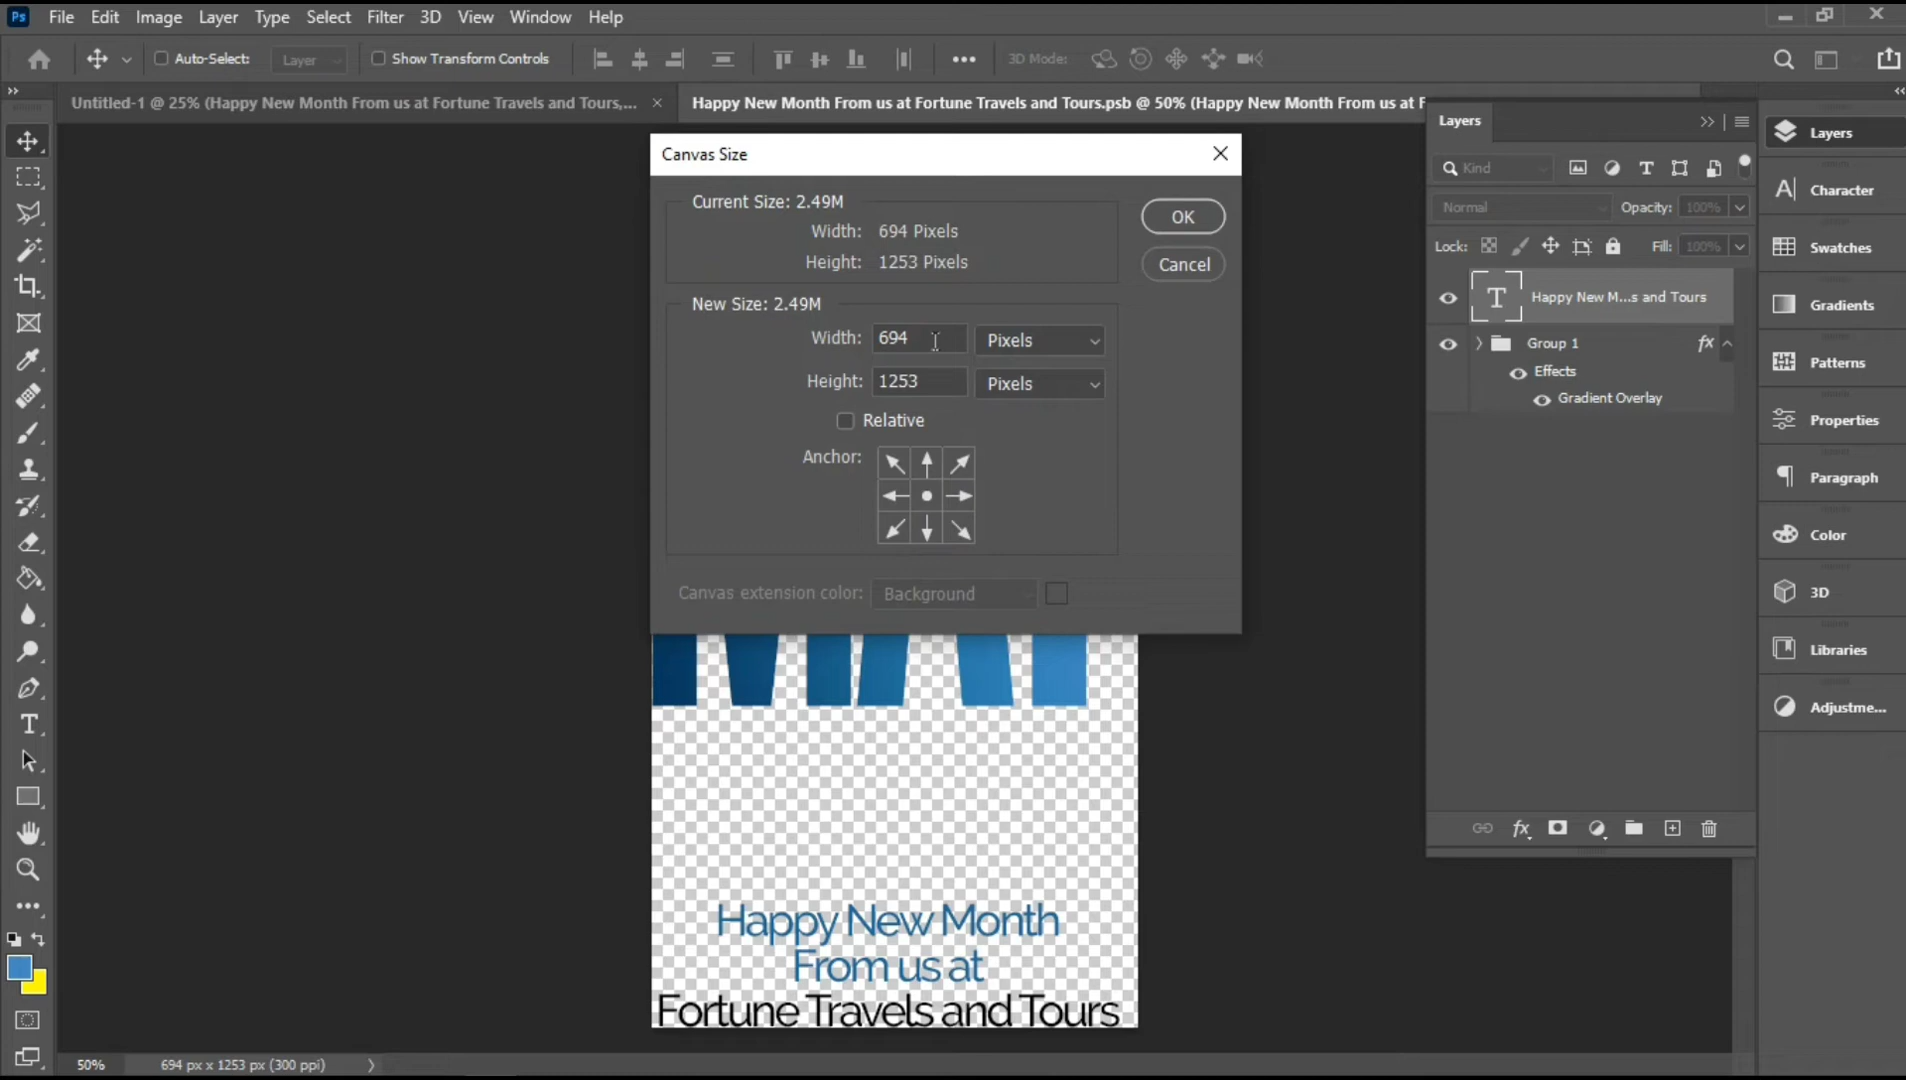 Ps File Edit Image Layer Type Select Filter 3D View Window Help
Auto-Select: Layer Show Transform Controls ••• 3D Mode:
Untitled-1 @ 25% (Happy New Month From us at Fortune Travels and Tours,... × Happy New Month From us at Fortune Travels and Tours.psb @ 50% (Happy New Month From us at F
Canvas Size
Current Size: 2.49M
Width: 694 Pixels
Height: 1253 Pixels
OK
Cancel
New Size: 2.49M
Width: 694 Pixels
Height: 1253 Pixels
Relative
Anchor:
Canvas extension color: Background
Happy New Month
From us at
Fortune Travels and Tours
Layers
Kind
Normal Opacity: 100%
Lock: Fill: 100%
T Happy New M...s and Tours
Group 1 fx
Effects
Gradient Overlay
fx
Layers
Character
Swatches
Gradients
Patterns
Properties
Paragraph
Color
3D
Libraries
Adjustme...
50% 694 px x 1253 px (300 ppi)